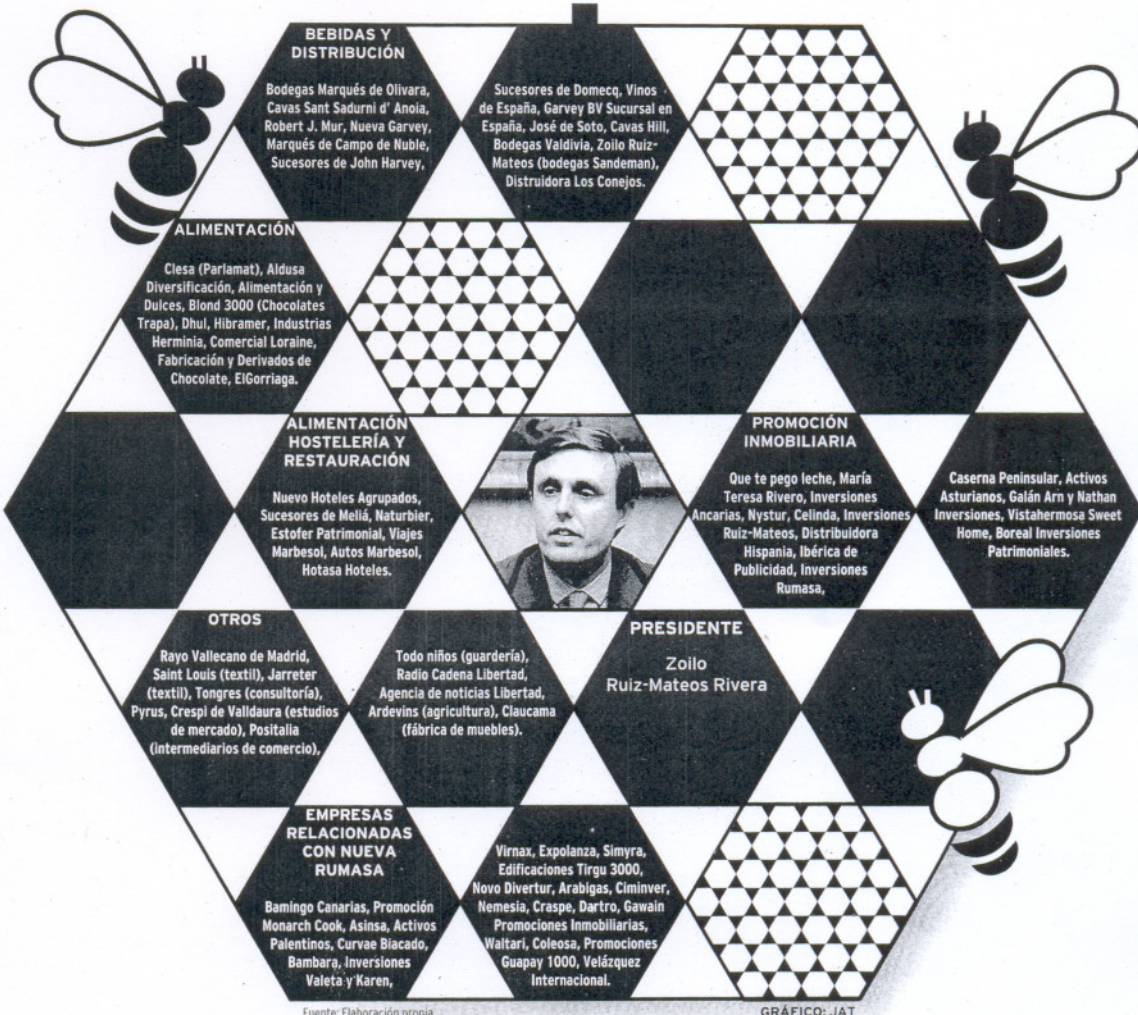 BEBIDAS Y
DISTRIBUCIÓN
Bodegas Marqués de Olivara,
Cavas Sant Sadurni d' Anoia,
Robert J. Mur, Nueva Garvey,
Marqués de Campo de Nuble,
Sucesores de John Harvey,
Sucesores de Domecq, Vinos
de España, Garvey BV Sucursal en
España, José de Soto, Cavas Hill,
Bodegas Valdivia, Zoilo Ruiz-
Mateos (bodegas Sandeman),
Distruidora Los Conejos.
ALIMENTACIÓN
Clesa (Parlamat), Aldusa
Diversificación, Alimentación y
Dulces, Blond 3000 (Chocolates
Trapa), Dhul, Hibramer, Industrias
Herminia, Comercial Loraine,
Fabricación y Derivados de
Chocolate, ElGorriaga.
ALIMENTACIÓN
HOSTELERÍA Y
RESTAURACIÓN
Nuevo Hoteles Agrupados,
Sucesores de Meliá, Naturbier,
Estofer Patrimonial, Viajes
Marbesol, Autos Marbesol,
Hotasa Hoteles.
PROMOCIÓN
INMOBILIARIA
Que te pego leche, María
Teresa Rivero, Inversiones
Ancarias, Nystur, Celinda, Inversiones
Ruiz-Mateos, Distribuidora
Hispania, Ibérica de
Publicidad, Inversiones
Rumasa,
Caserna Peninsular, Activos
Asturianos, Galán Arn y Nathan
Inversiones, Vistahermosa Sweet
Home, Boreal Inversiones
Patrimoniales.
OTROS
Rayo Vallecano de Madrid,
Saint Louis (textil), Jarreter
(textil), Tongres (consultoría),
Pyrus, Crespi de Valldaura (estudios
de mercado), Positalia
(intermediarios de comercio),
Todo niños (guardería),
Radio Cadena Libertad,
Agencia de noticias Libertad,
Ardevins (agricultura), Claucama
(fábrica de muebles).
PRESIDENTE
Zoilo
Ruiz-Mateos Rivera
EMPRESAS
RELACIONADAS
CON NUEVA
RUMASA
Bamingo Canarias, Promoción
Monarch Cook, Asinsa, Activos
Palentinos, Curvae Biacado,
Bambara, Inversiones
Valeta y Karen,
Virnax, Expolanza, Simyra,
Edificaciones Tirgu 3000,
Novo Divertur, Arabigas, Ciminver,
Nemesia, Craspe, Dartro, Gawain
Promociones Inmobiliarias,
Waltari, Coleosa, Promociones
Guapay 1000, Velázquez
Internacional.
Fuente: Elaboración propia
GRÁFICO: JAT